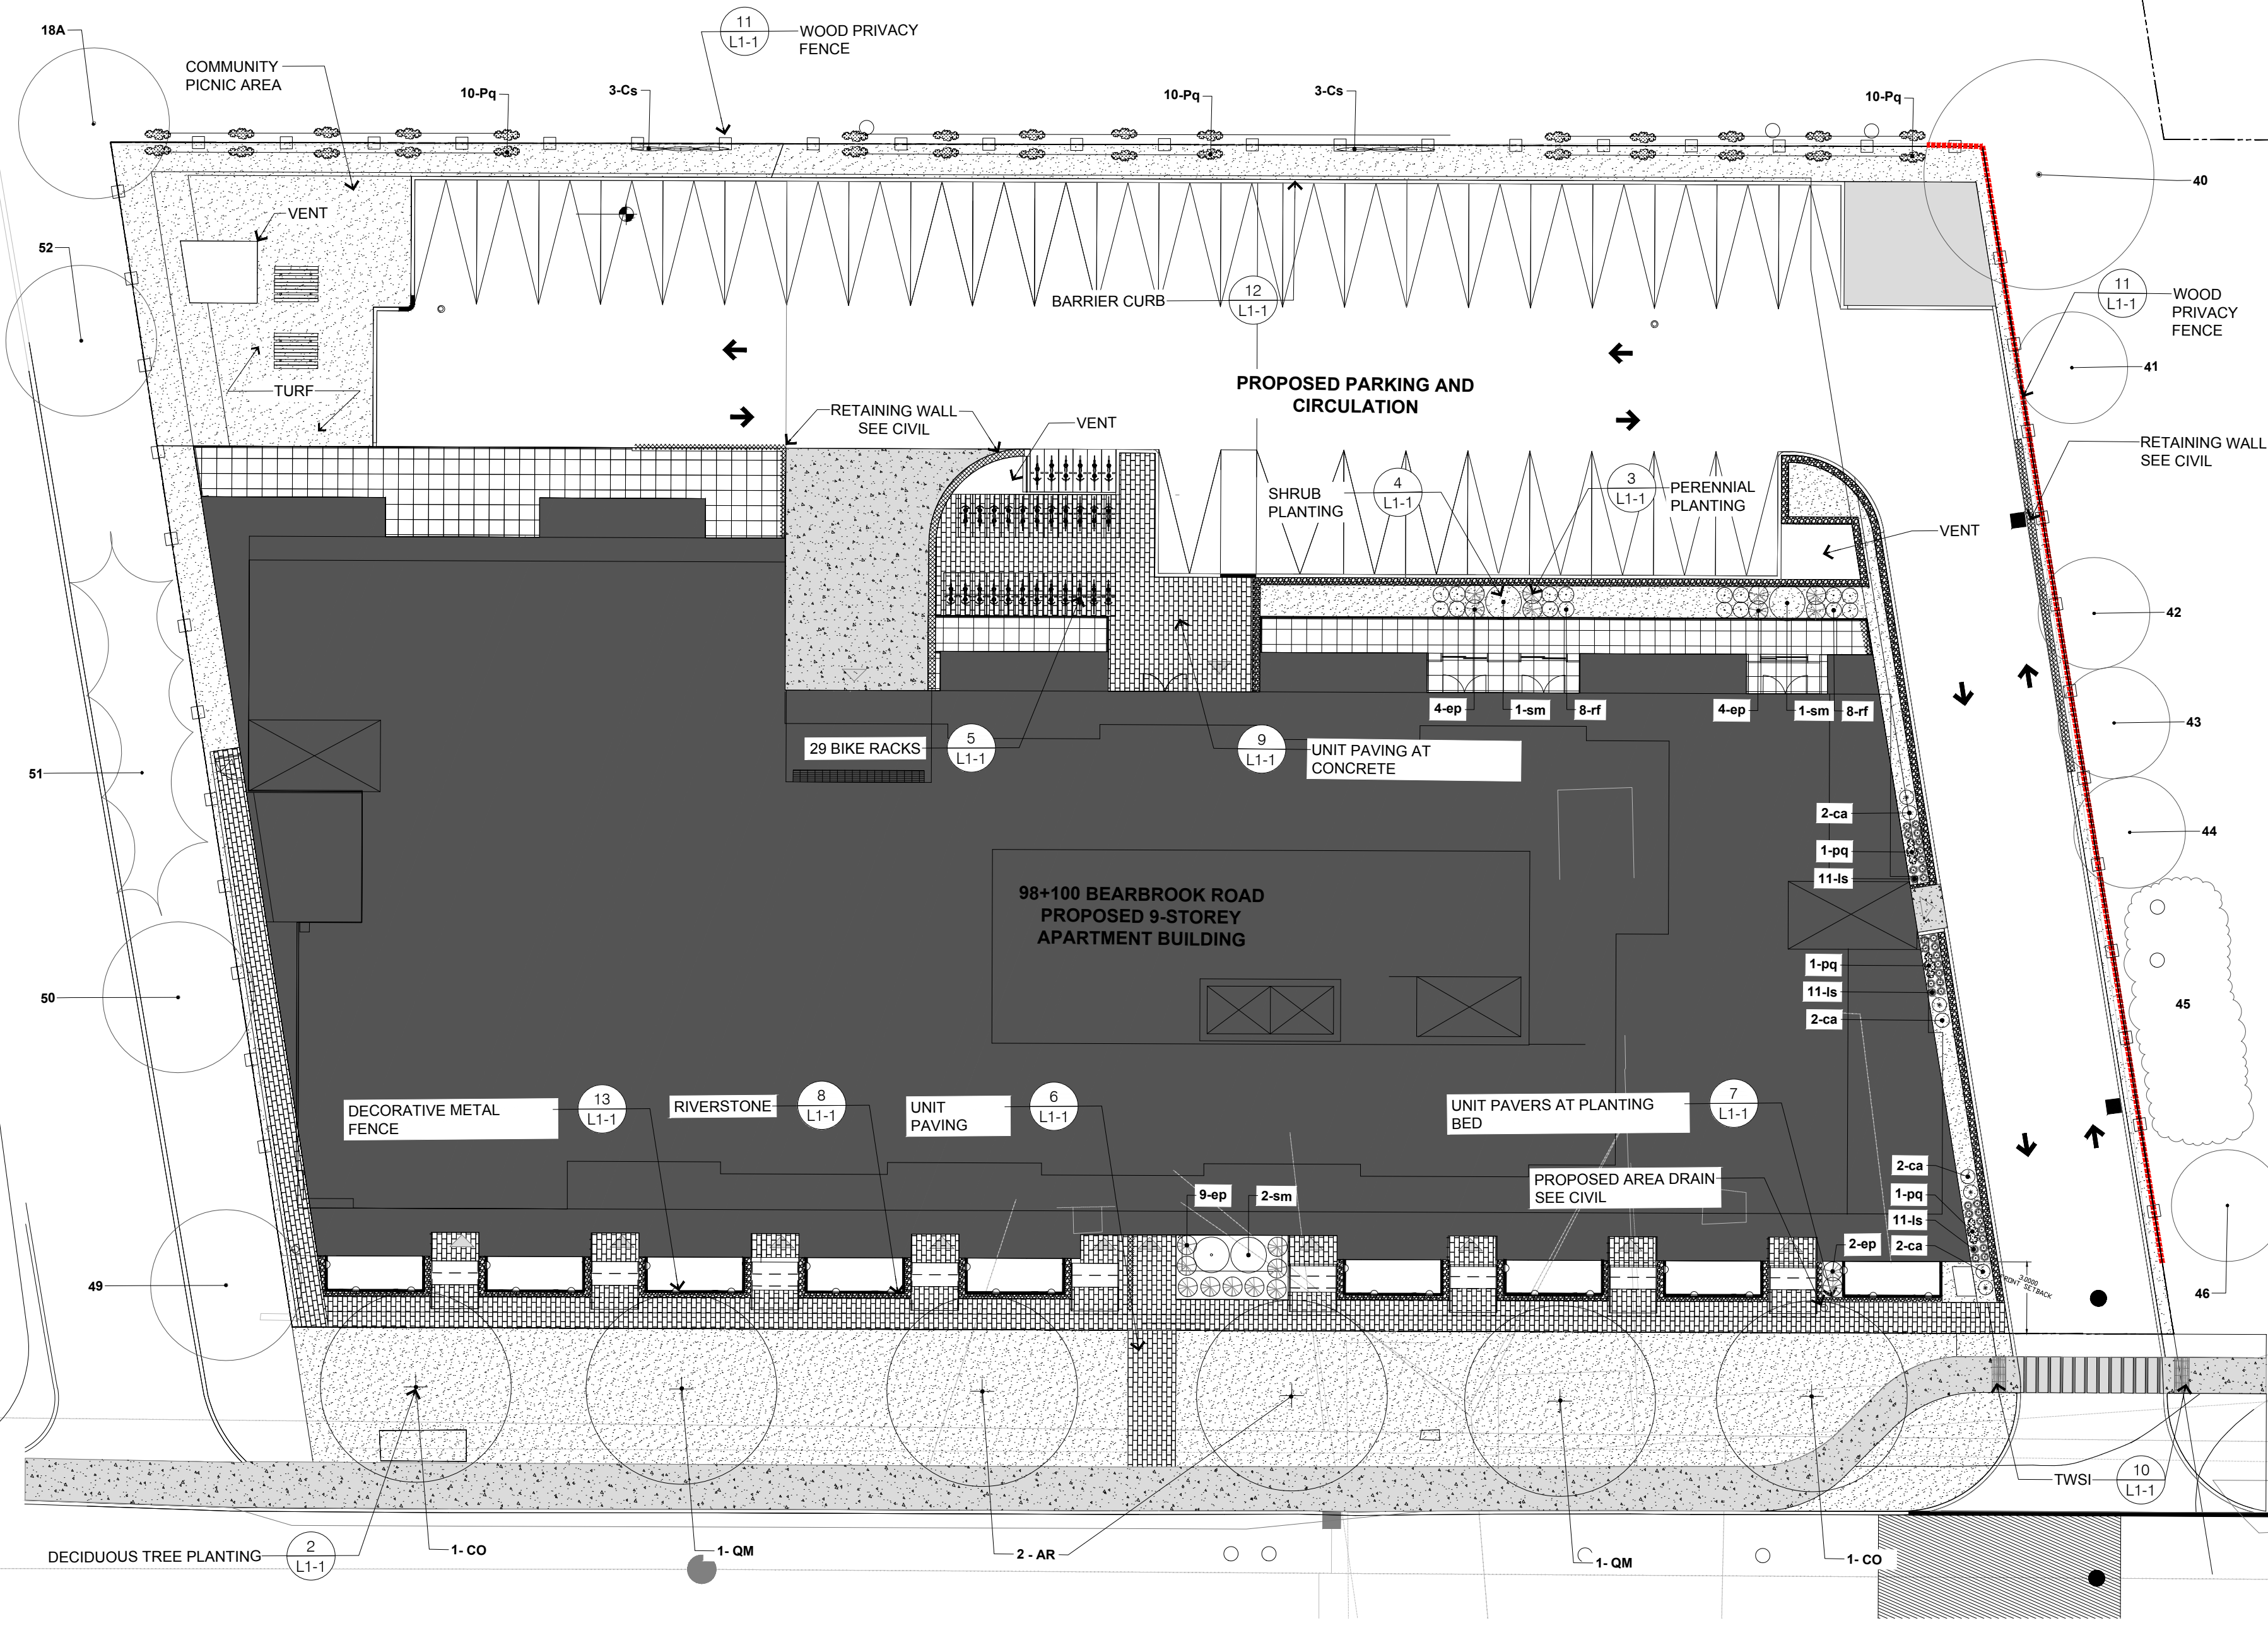 18A
11
L1-1
WOOD PRIVACY
FENCE
COMMUNITY
PICNIC AREA
10-Pq
3-Cs
10-Pq
3-Cs
10-Pq
40
VENT
52
11
L1-1
WOOD
PRIVACY
FENCE
BARRIER CURB
12
L1-1
41
TURF
PROPOSED PARKING AND
CIRCULATION
RETAINING WALL
SEE CIVIL
VENT
RETAINING WALL
SEE CIVIL
SHRUB
PLANTING
4
L1-1
3
L1-1
PERENNIAL
PLANTING
VENT
42
4-ep
1-sm
8-rf
4-ep
1-sm
8-rf
43
29 BIKE RACKS
5
L1-1
9
L1-1
UNIT PAVING AT
CONCRETE
51
2-ca
1-pq
11-ls
44
98+100 BEARBROOK ROAD
PROPOSED 9-STOREY
APARTMENT BUILDING
1-pq
11-ls
2-ca
50
45
DECORATIVE METAL
FENCE
13
L1-1
RIVERSTONE
8
L1-1
UNIT
PAVING
6
L1-1
UNIT PAVERS AT PLANTING
BED
7
L1-1
PROPOSED AREA DRAIN
SEE CIVIL
9-ep
2-sm
2-ca
1-pq
11-ls
2-ep
2-ca
3.0000
SETBACK
49
46
TWSI
10
L1-1
DECIDUOUS TREE PLANTING
2
L1-1
1- CO
1- QM
2 - AR
1- QM
1- CO